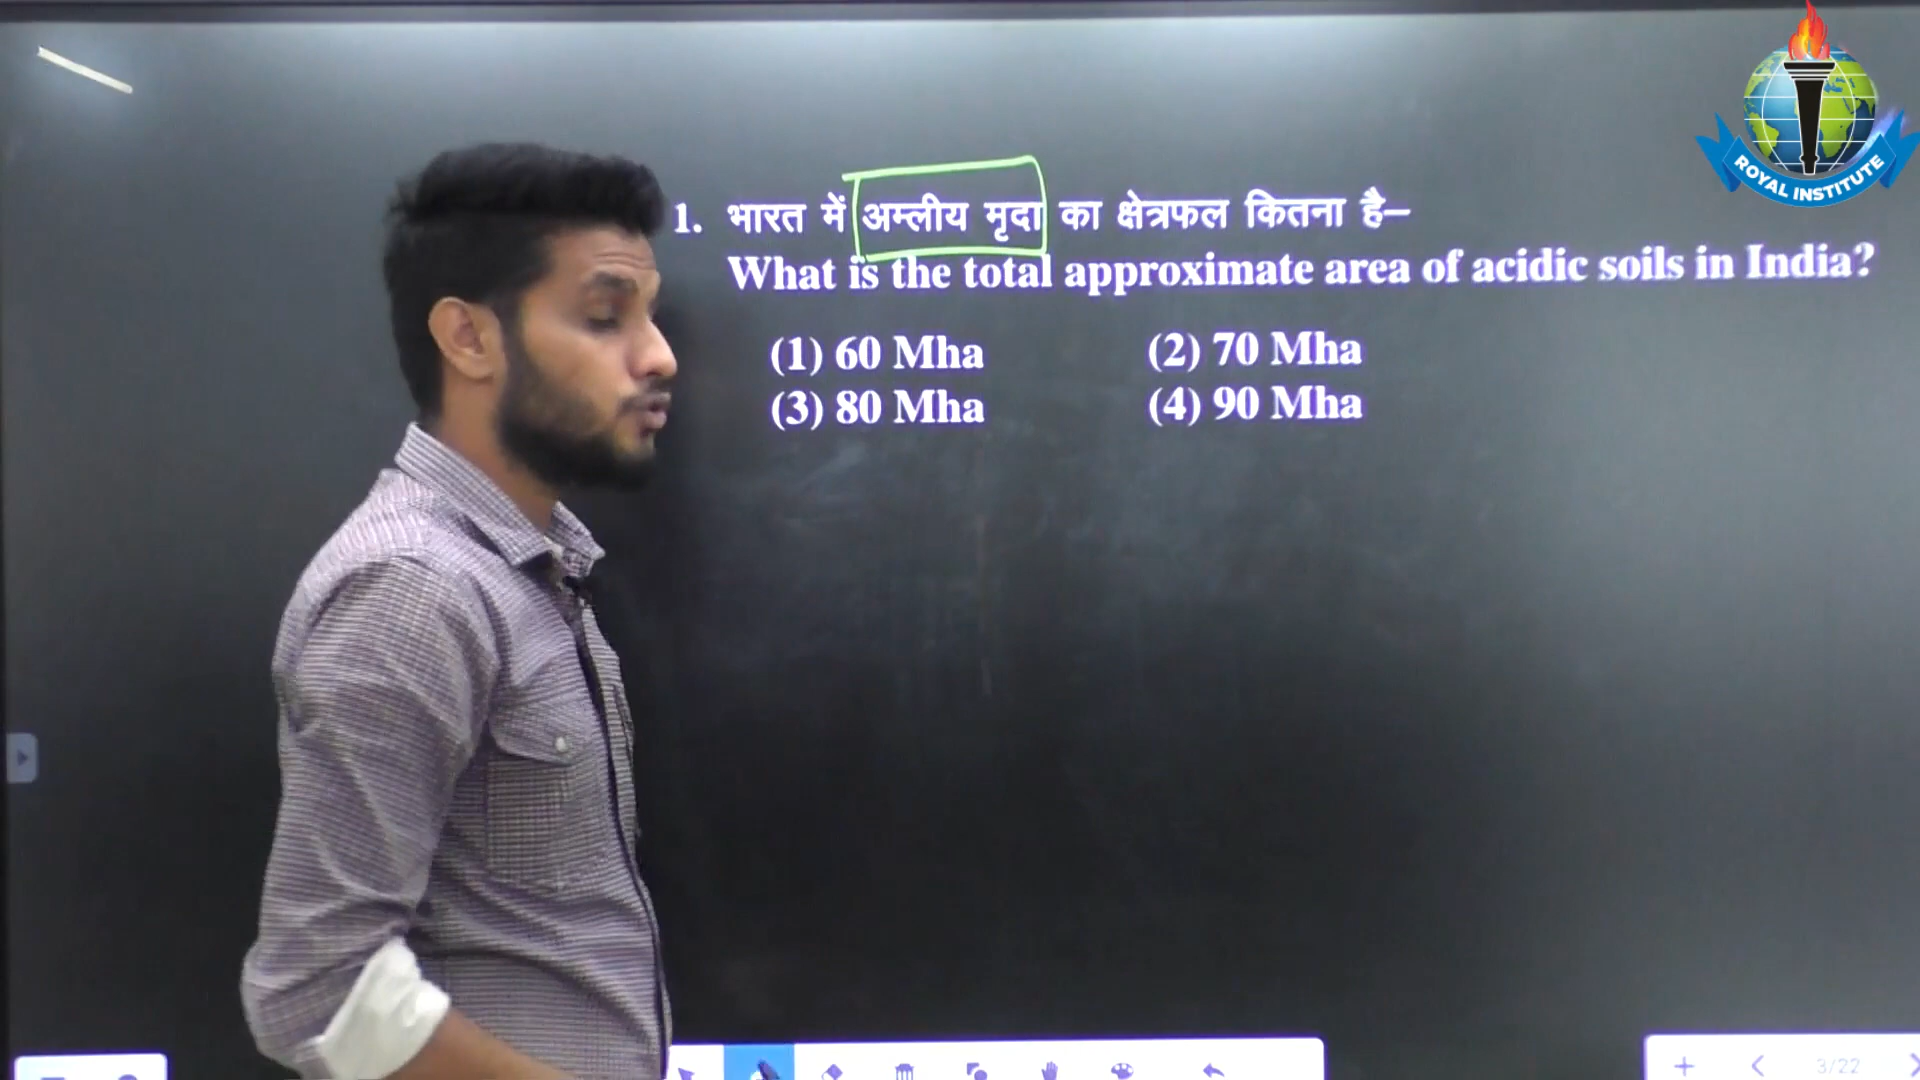 ROYAL INSTITUTE
1. भारत में अम्लीय मृदा का क्षेत्रफल कितना है–
What is the total approximate area of acidic soils in India?
(1) 60 Mha (2) 70 Mha
(3) 80 Mha (4) 90 Mha
3/22